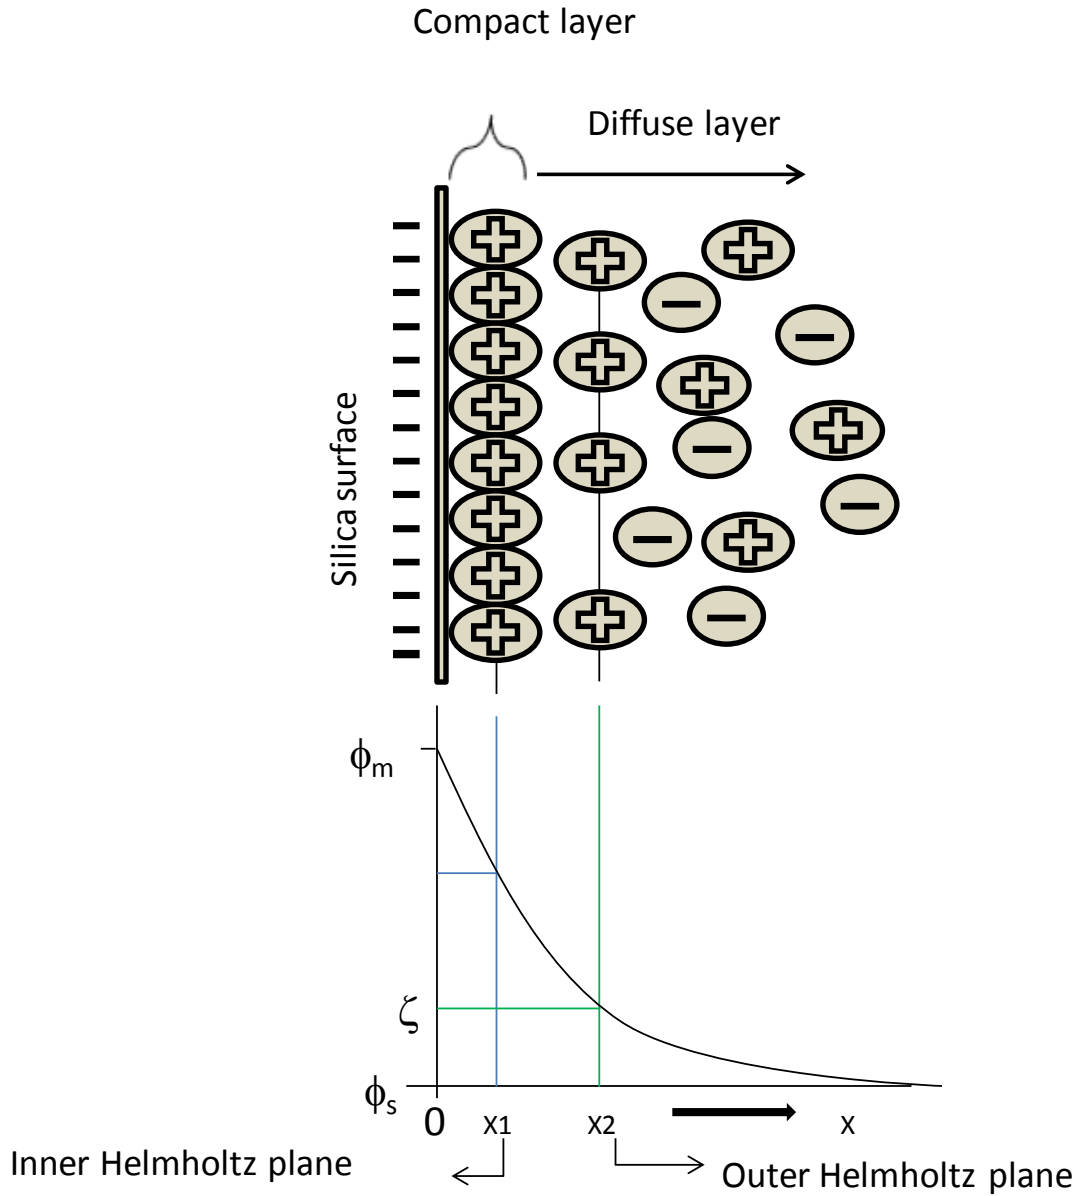 Compact layer
Diffuse layer
Silica surface
ϕm
ζ
ϕs
0
X1
X2
X
Inner Helmholtz plane
Outer Helmholtz plane